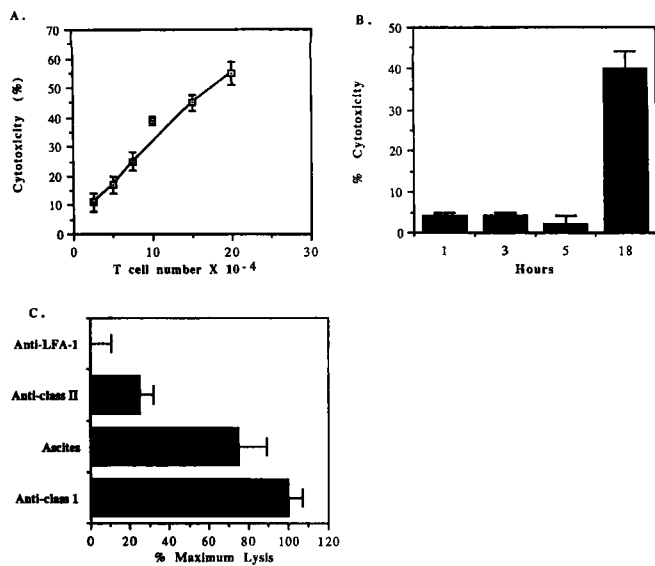 A.
70
60
50
40
30
20
10
0
Cytotoxicity (%)
0
10
20
30
T cell number X 10⁻⁴
B.
50
40
30
20
10
0
% Cytotoxicity
1
3
5
18
Hours
C.
Anti-LFA-1
Anti-class II
Ascites
Anti-class 1
0
20
40
60
80
100
120
% Maximum Lysis